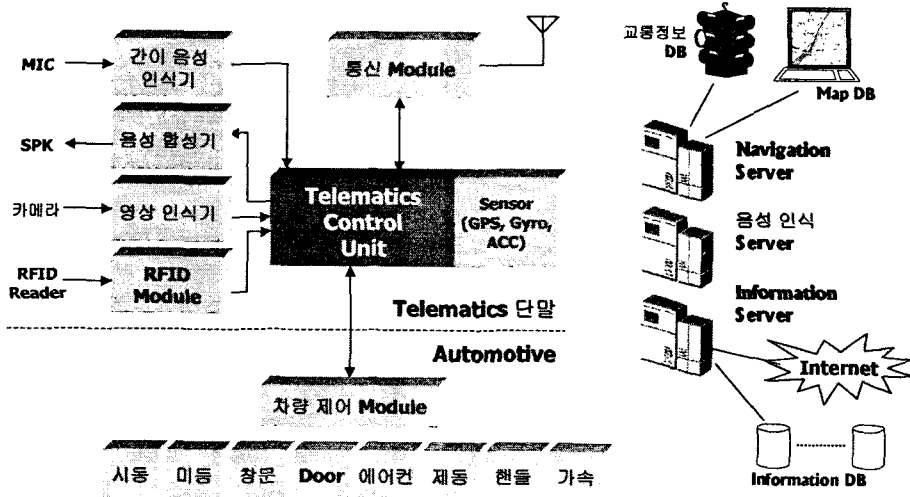 MIC
간이 음성
인식기
SPK
음성 합성기
카메라
영상 인식기
RFID
Reader
RFID
Module
통신 Module
Telematics
Control
Unit
Sensor
(GPS, Gyro,
ACC)
Telematics 단말
Automotive
차량 제어 Module
시동
미등
창문
Door
에어컨
제동
핸들
가속
교통정보
DB
Map DB
Navigation
Server
음성 인식
Server
Information
Server
Internet
Information DB